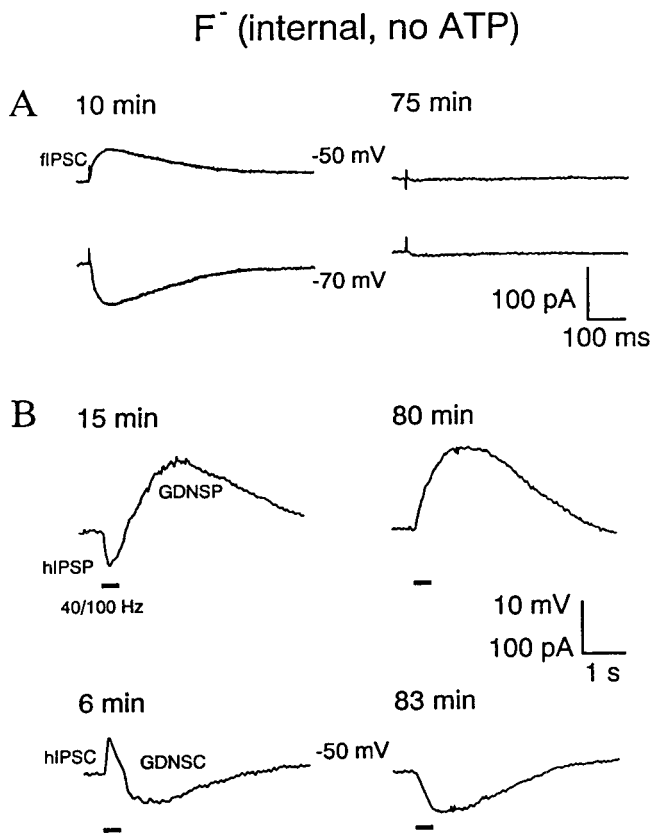 F⁻ (internal, no ATP)
A
10 min
75 min
fIPSC
-50 mV
-70 mV
100 pA
100 ms
B
15 min
80 min
GDNSP
hIPSP
40/100 Hz
10 mV
100 pA
1 s
6 min
83 min
hIPSC
GDNSC
-50 mV